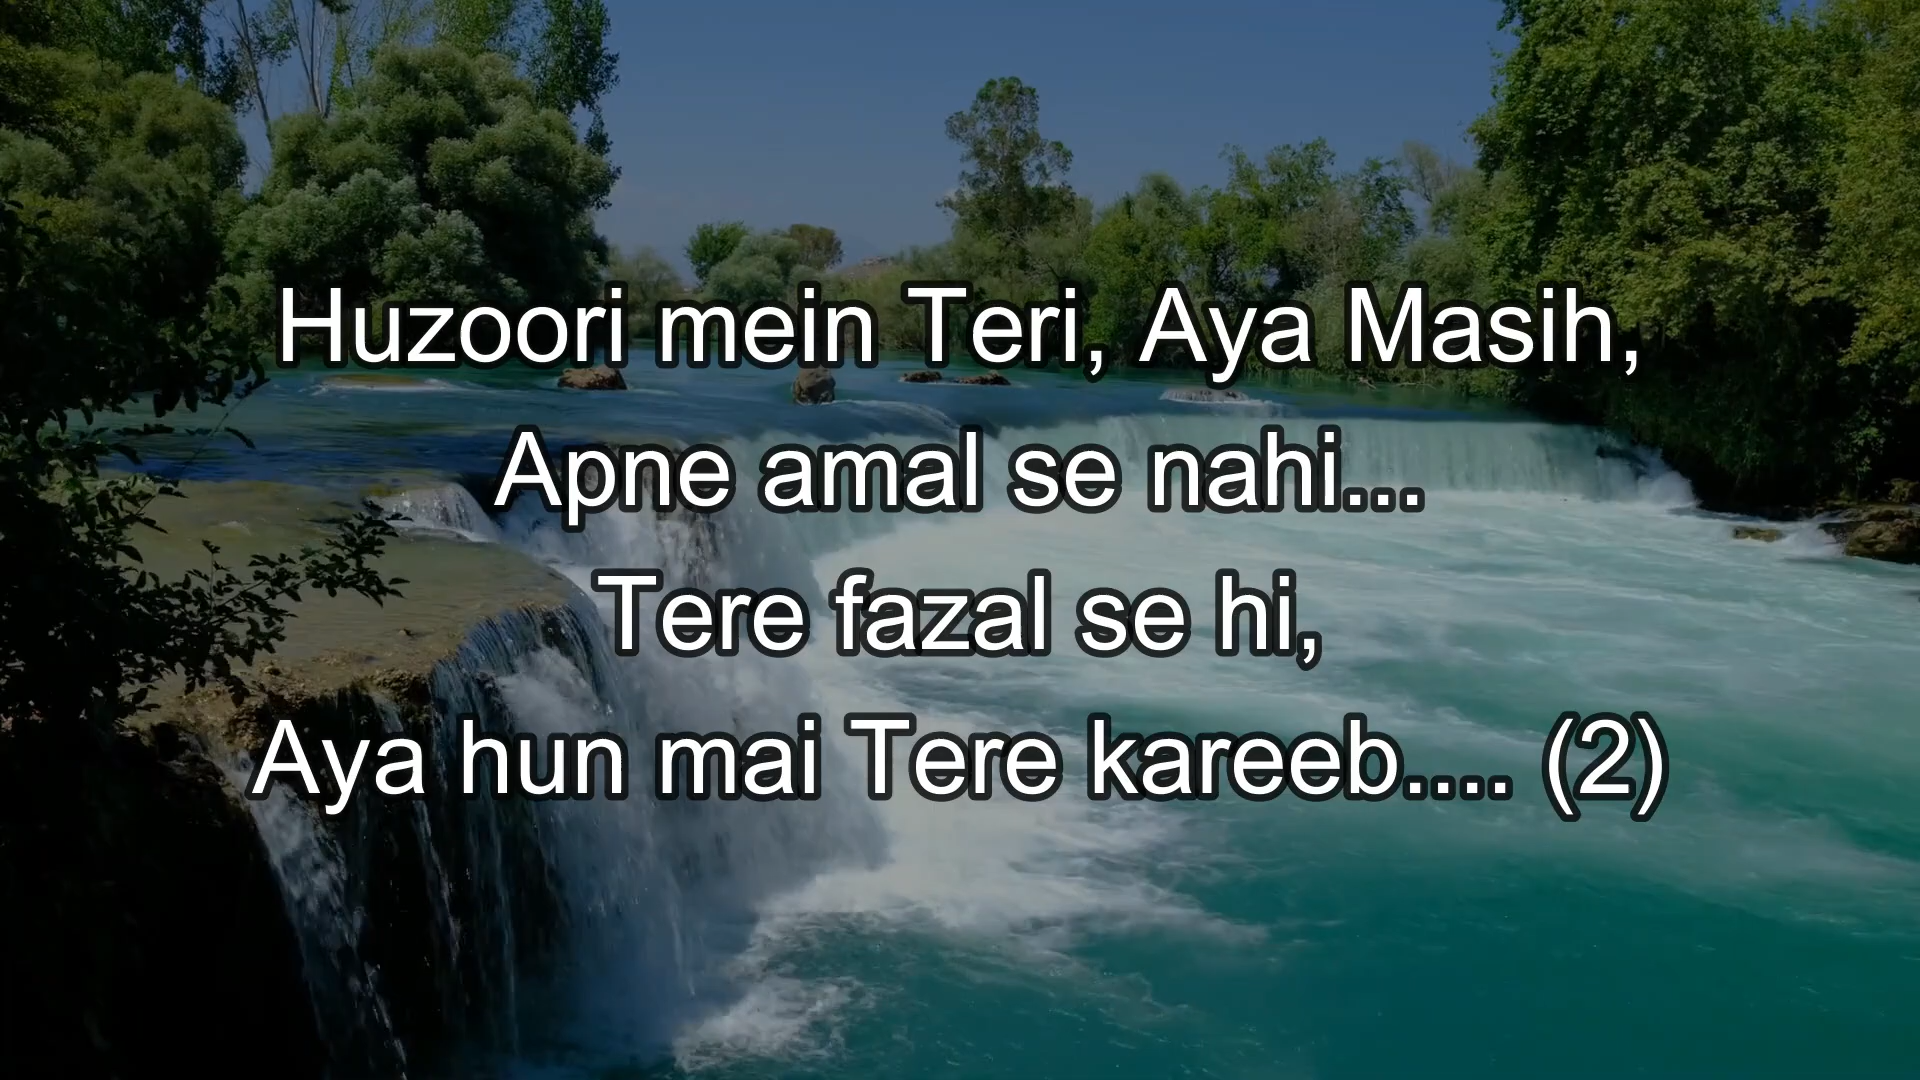 Huzoori mein Teri, Aya Masih,
Apne amal se nahi...
Tere fazal se hi,
Aya hun mai Tere kareeb.... (2)